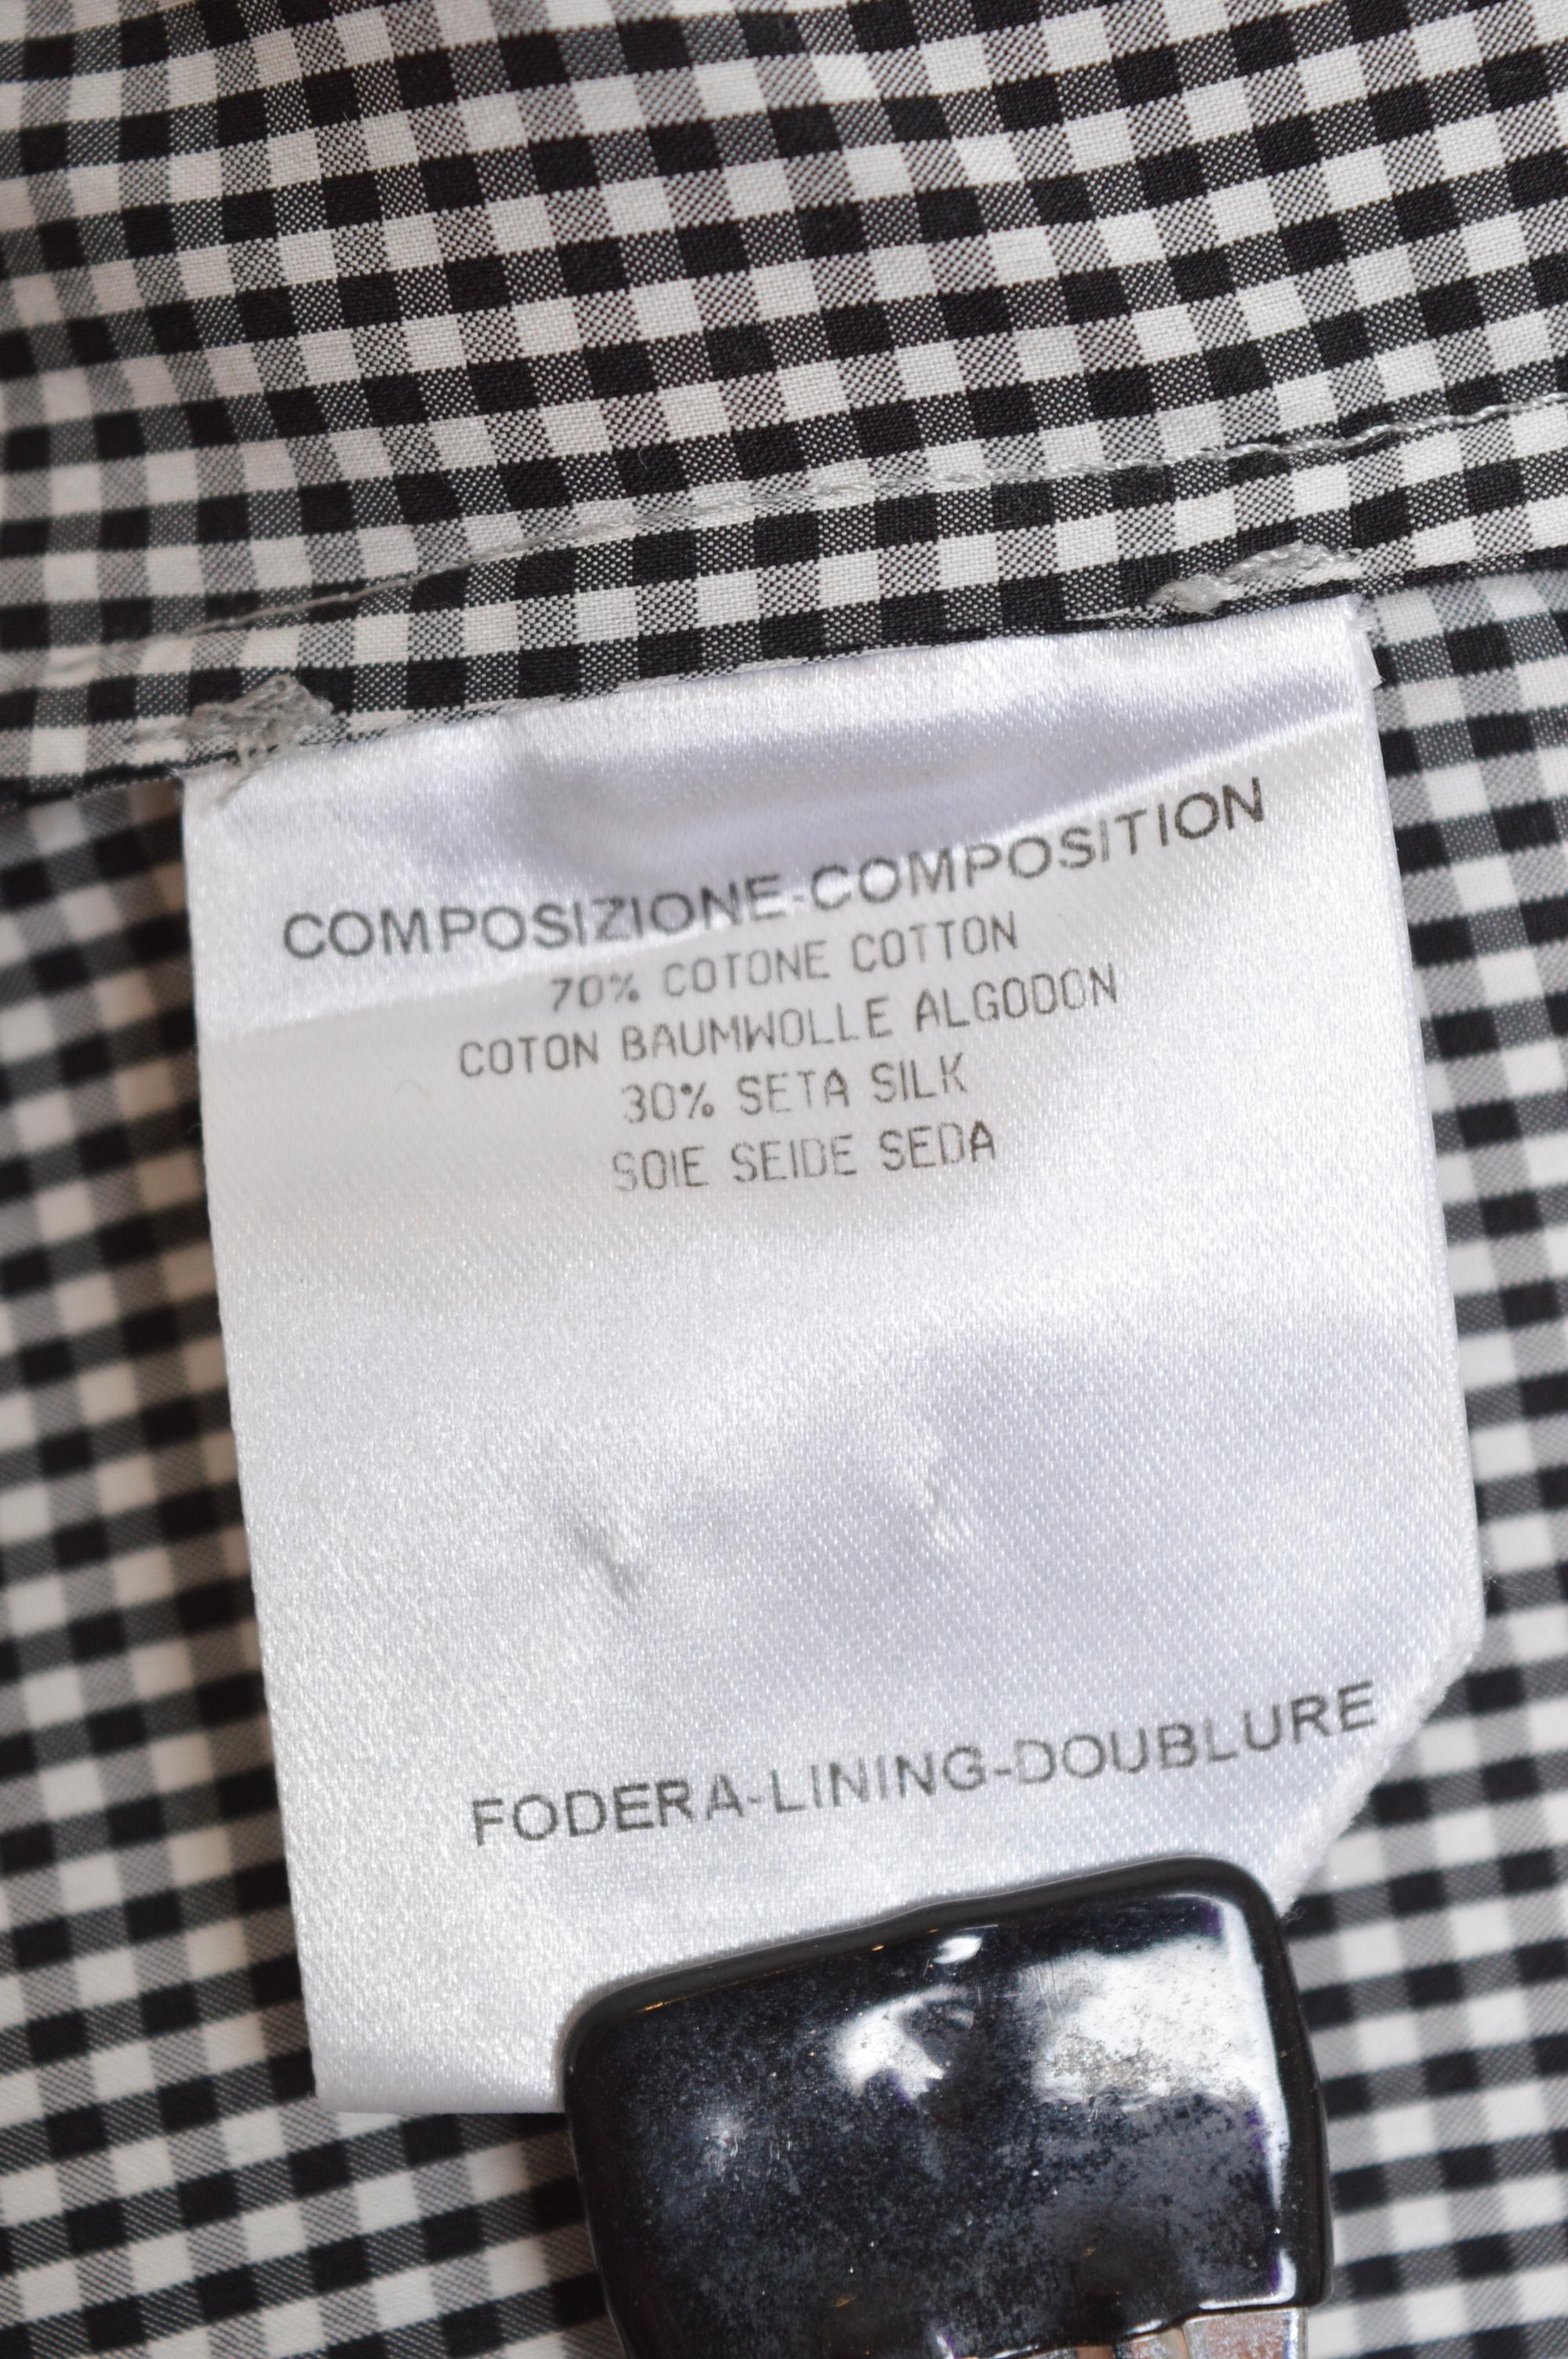 COMPOSIZIONE-COMPOSITION
70% COTONE COTTON
COTON BAUMWOLLE ALGODON
30% SETA SILK
SOIE SEIDE SEDA
FODERA-LINING-DOUBLURE